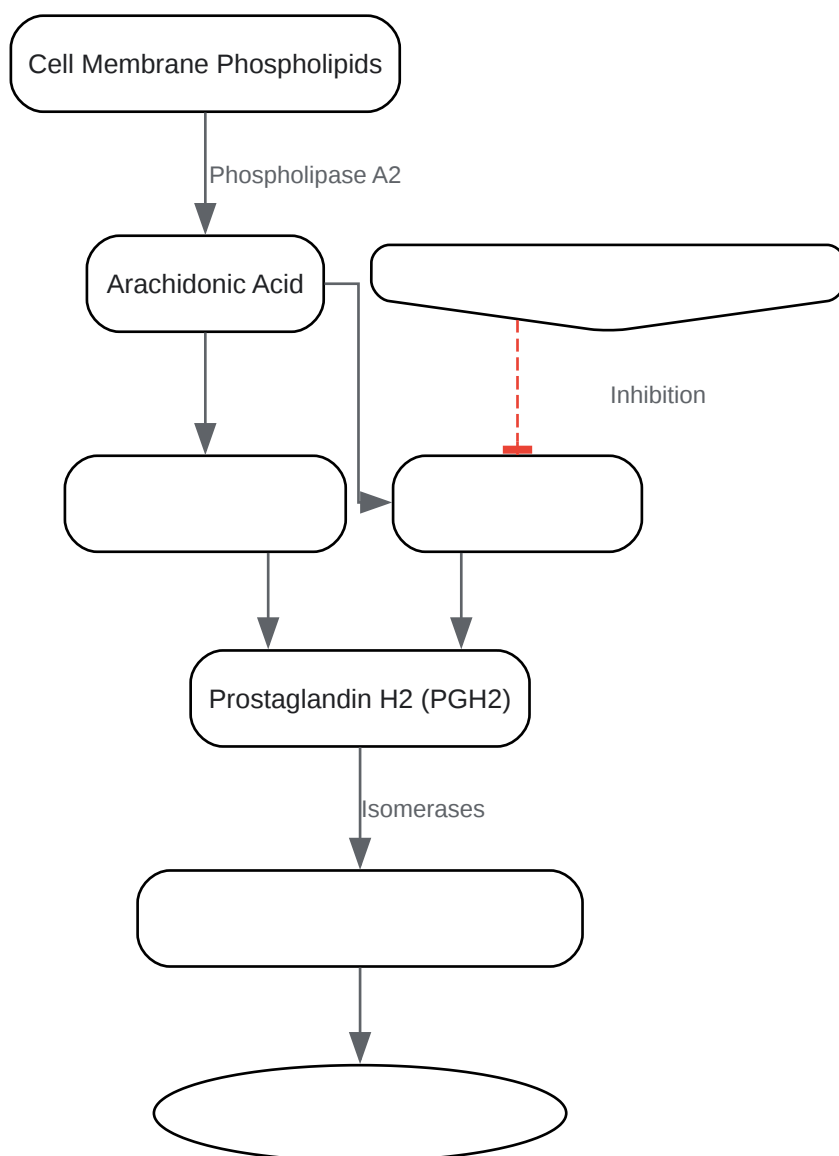 Cell Membrane Phospholipids
Phospholipase A2
Arachidonic Acid
Inhibition
Prostaglandin H2 (PGH2)
Isomerases